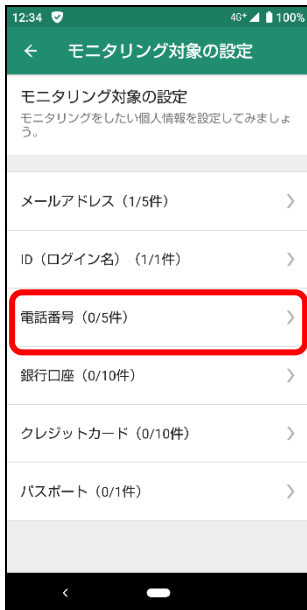 12:34 4G+ 100%
← モニタリング対象の設定
モニタリング対象の設定
モニタリングをしたい個人情報を設定してみましょ
う。
メールアドレス（1/5件）
ID（ログイン名）（1/1件）
電話番号（0/5件）
銀行口座（0/10件）
クレジットカード（0/10件）
パスポート（0/1件）